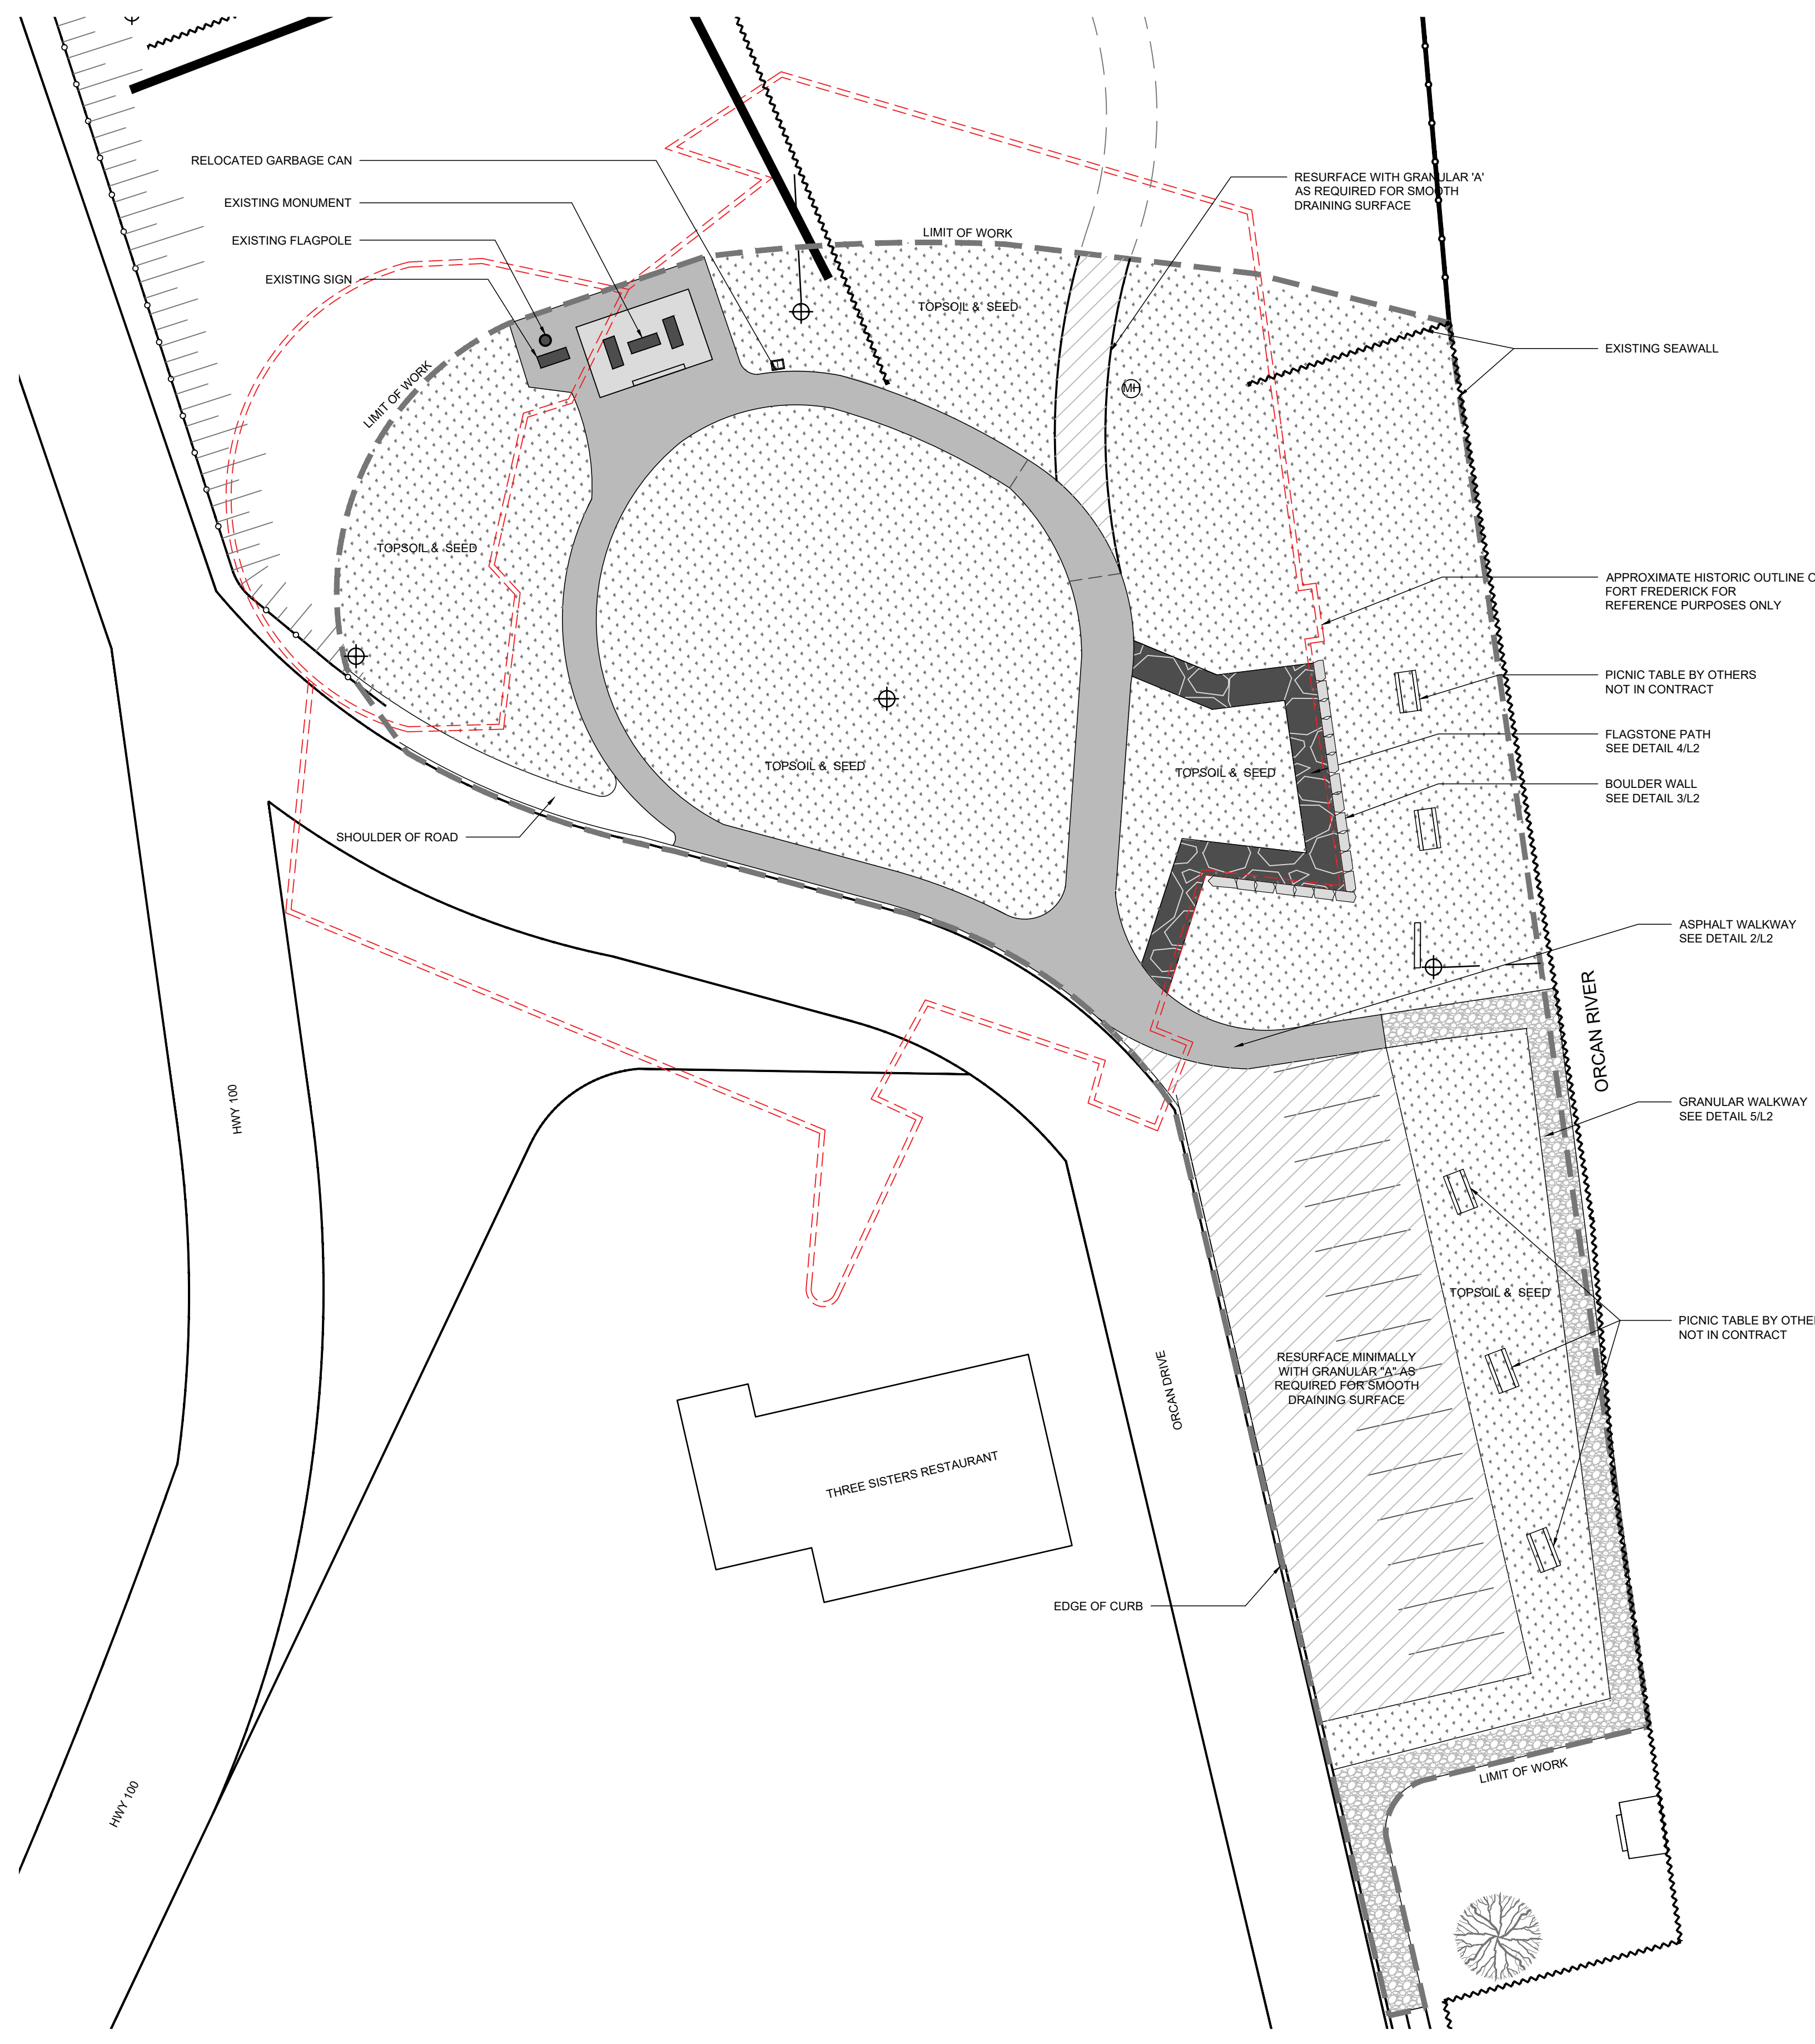 RELOCATED GARBAGE CAN
EXISTING MONUMENT
EXISTING FLAGPOLE
EXISTING SIGN
LIMIT OF WORK
RESURFACE WITH GRANULAR 'A'
AS REQUIRED FOR SMOOTH
DRAINING SURFACE
LIMIT OF WORK
TOPSOIL & SEED
EXISTING SEAWALL
MH
TOPSOIL & SEED
APPROXIMATE HISTORIC OUTLINE O
FORT FREDERICK FOR
REFERENCE PURPOSES ONLY
PICNIC TABLE BY OTHERS
NOT IN CONTRACT
FLAGSTONE PATH
SEE DETAIL 4/L2
TOPSOIL & SEED
TOPSOIL & SEED
BOULDER WALL
SEE DETAIL 3/L2
SHOULDER OF ROAD
ASPHALT WALKWAY
SEE DETAIL 2/L2
ORCAN RIVER
HWY 100
GRANULAR WALKWAY
SEE DETAIL 5/L2
TOPSOIL & SEED
PICNIC TABLE BY OTHE
NOT IN CONTRACT
RESURFACE MINIMALLY
WITH GRANULAR "A" AS
REQUIRED FOR SMOOTH
DRAINING SURFACE
ORCAN DRIVE
THREE SISTERS RESTAURANT
EDGE OF CURB
LIMIT OF WORK
HWY 100